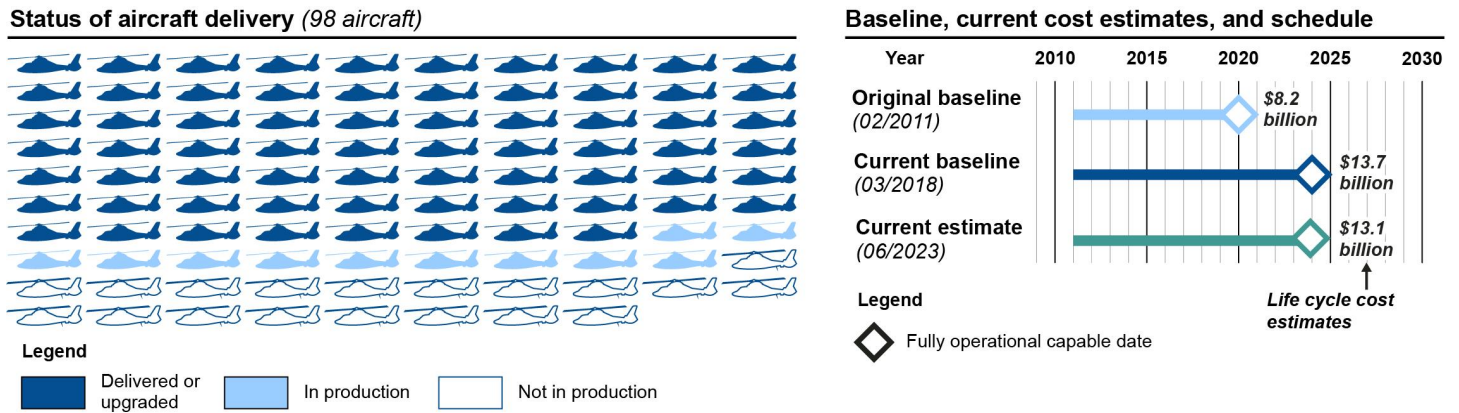 Status of aircraft delivery (98 aircraft)
Legend
Delivered or
upgraded
In production
Not in production
Baseline, current cost estimates, and schedule
Year 2010 2015 2020 2025 2030
Original baseline
(02/2011)
$8.2
billion
Current baseline
(03/2018)
$13.7
billion
Current estimate
(06/2023)
$13.1
billion
Life cycle cost
estimates
Legend
Fully operational capable date